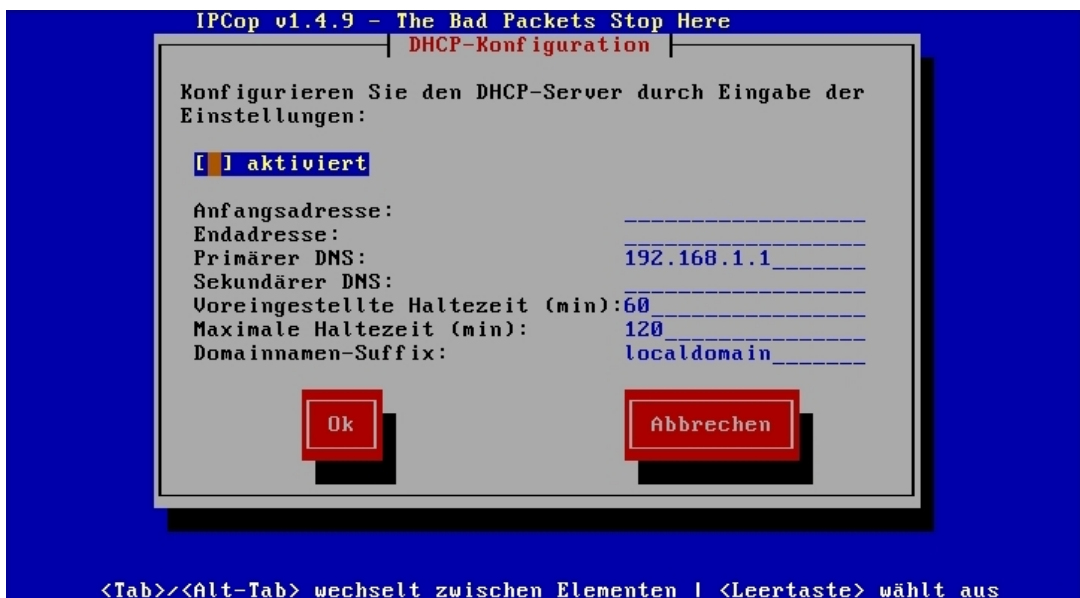 IPCop v1.4.9 - The Bad Packets Stop Here
DHCP-Konfiguration
Konfigurieren Sie den DHCP-Server durch Eingabe der
Einstellungen:
[ ] aktiviert
Anfangsadresse:
Endadresse:
Primärer DNS: 192.168.1.1
Sekundärer DNS:
Voreingestellte Haltezeit (min):60
Maximale Haltezeit (min): 120
Domainnamen-Suffix: localdomain
Ok Abbrechen
<Tab>/<Alt-Tab> wechselt zwischen Elementen | <Leertaste> wählt aus